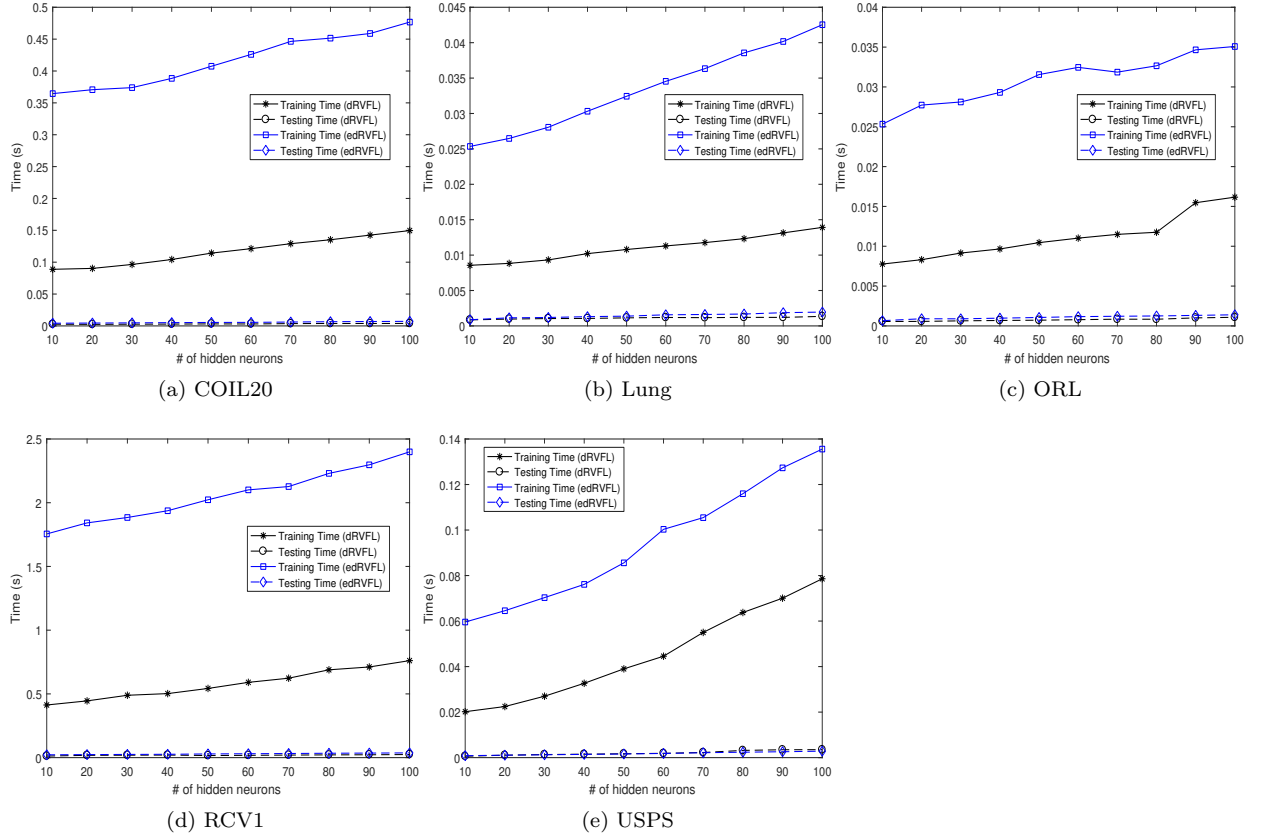 0.5
0.45
0.4
0.35
0.3
0.25
0.2
0.15
0.1
0.05
0
Time (s)
Training Time (dRVFL)
Testing Time (dRVFL)
Training Time (edRVFL)
Testing Time (edRVFL)
10 20 30 40 50 60 70 80 90 100
# of hidden neurons
(a) COIL20
0.045
0.04
0.035
0.03
0.025
0.02
0.015
0.01
0.005
0
Time (s)
Training Time (dRVFL)
Testing Time (dRVFL)
Training Time (edRVFL)
Testing Time (edRVFL)
10 20 30 40 50 60 70 80 90 100
# of hidden neurons
(b) Lung
0.04
0.035
0.03
0.025
0.02
0.015
0.01
0.005
0
Time (s)
Training Time (dRVFL)
Testing Time (dRVFL)
Training Time (edRVFL)
Testing Time (edRVFL)
10 20 30 40 50 60 70 80 90 100
# of hidden neurons
(c) ORL
2.5
2
1.5
1
0.5
0
Time (s)
Training Time (dRVFL)
Testing Time (dRVFL)
Training Time (edRVFL)
Testing Time (edRVFL)
10 20 30 40 50 60 70 80 90 100
# of hidden neurons
(d) RCV1
0.14
0.12
0.1
0.08
0.06
0.04
0.02
0
Time (s)
Training Time (dRVFL)
Testing Time (dRVFL)
Training Time (edRVFL)
Testing Time (edRVFL)
10 20 30 40 50 60 70 80 90 100
# of hidden neurons
(e) USPS